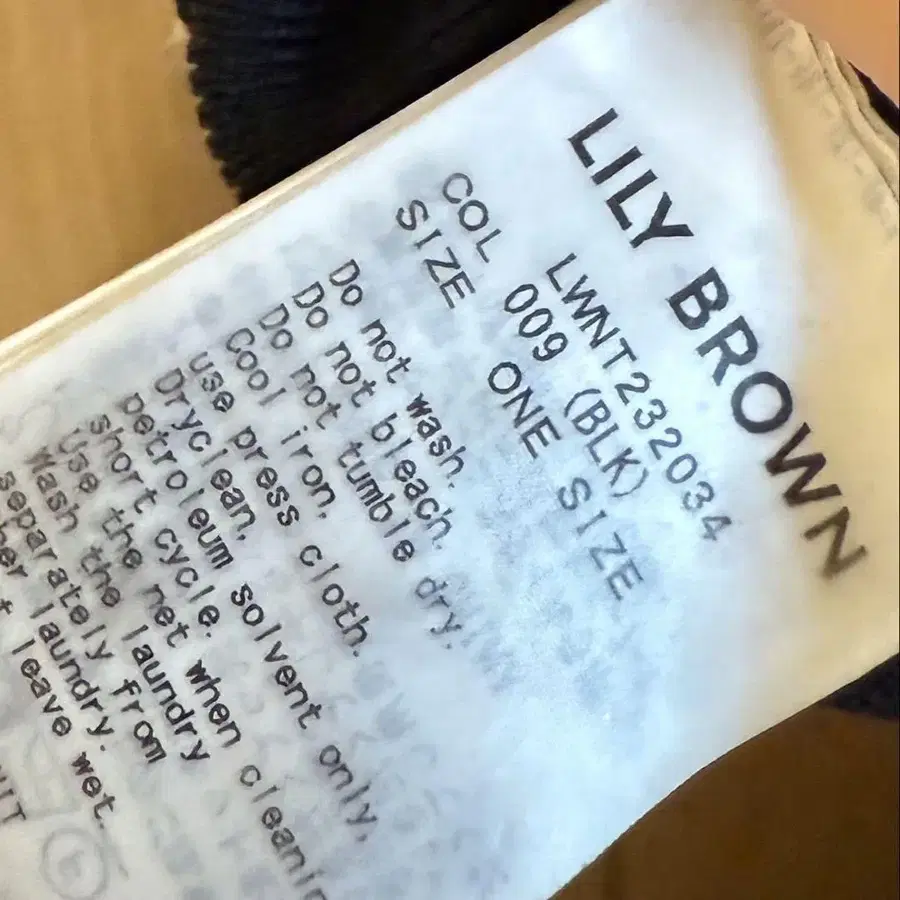 LILY BROWN
LWNT232034
COL 009 (BLK)
SIZE ONE SIZE
Do not wash.
Do not bleach.
Do not tumble dry.
Cool iron,
use press cloth.
Dryclean,
petroleum solvent only,
short cycle.
Use the net when
Wash the laundry
separately from
laundry.
leave wet.